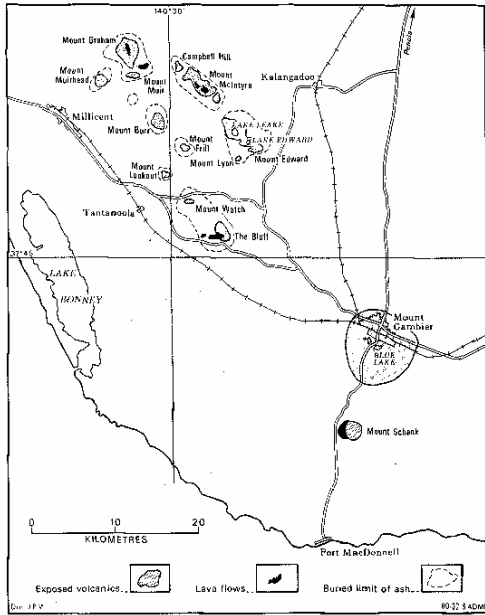 140°30'
Penola
Mount Graham
Campbell Hill
Mount
McIntyre
Kalangadoo
Mount
Muirhead
Mount
Muir
Millicent
Mount Burr
LAKE LEAKE
LAKE EDWARD
Mount
Frill
Mount Lyon
Mount Edward
Mount
Lookout
Mount Watch
Tantanoola
The Bluff
37°45'
LAKE
BONNEY
Mount
Gambier
BLUE
LAKE
Mount Schank
0 10 20
KILOMETRES
Port MacDonnell
Exposed volcanics
Lava flows
Buried limit of ash